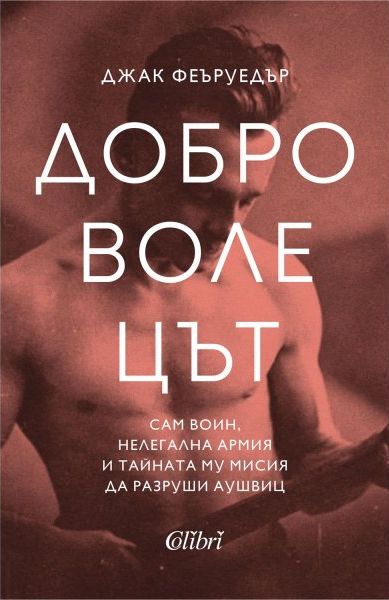 ДЖАК ФЕЪРУЕДЪР
ДОБРО
ВОЛЕ
ЦЪТ
САМ ВОИН,
НЕЛЕГАЛНА АРМИЯ
И ТАЙНАТА МУ МИСИЯ
ДА РАЗРУШИ АУШВИЦ
Colibri